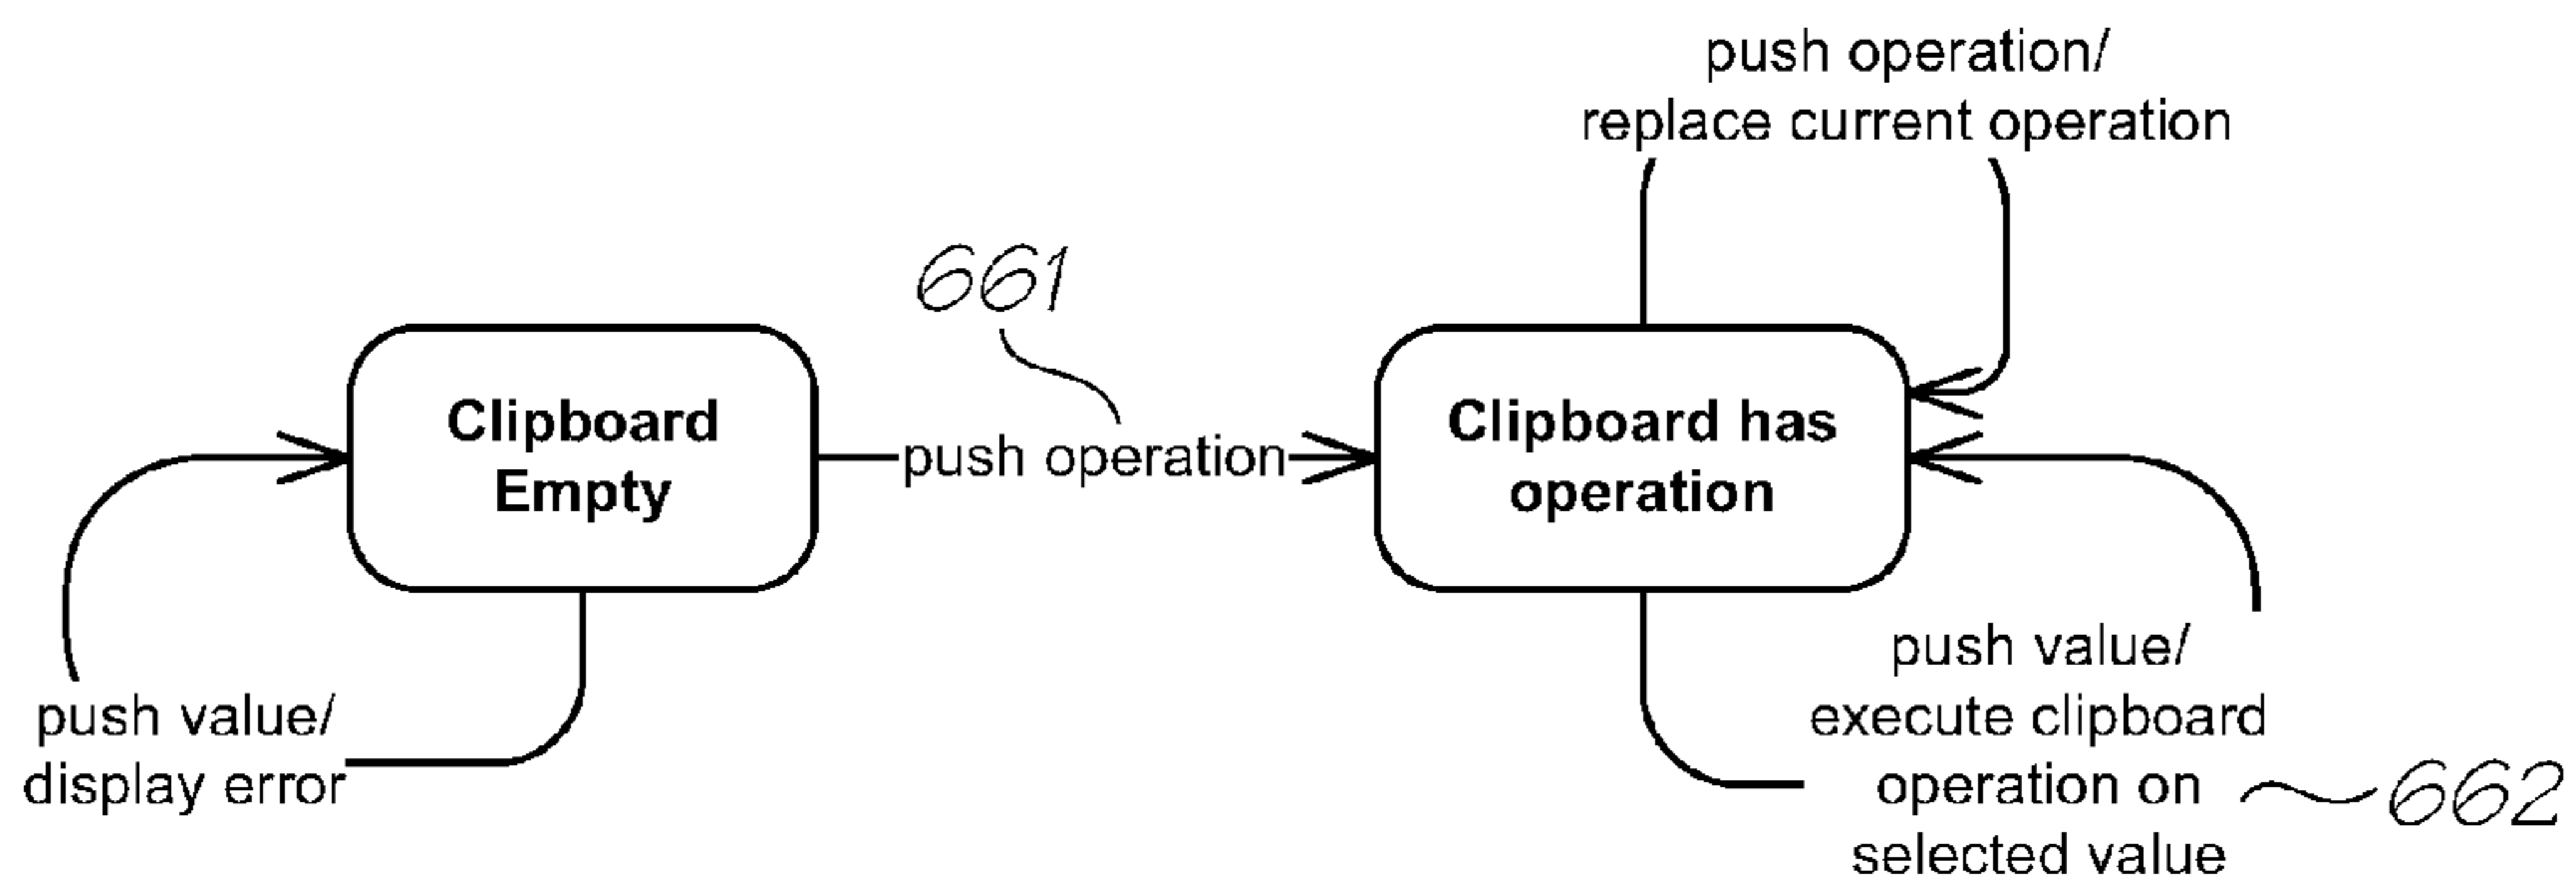 push operation/
replace current operation
661
Clipboard
Empty
push operation
Clipboard has
operation
push value/
display error
push value/
execute clipboard
operation on
selected value
662